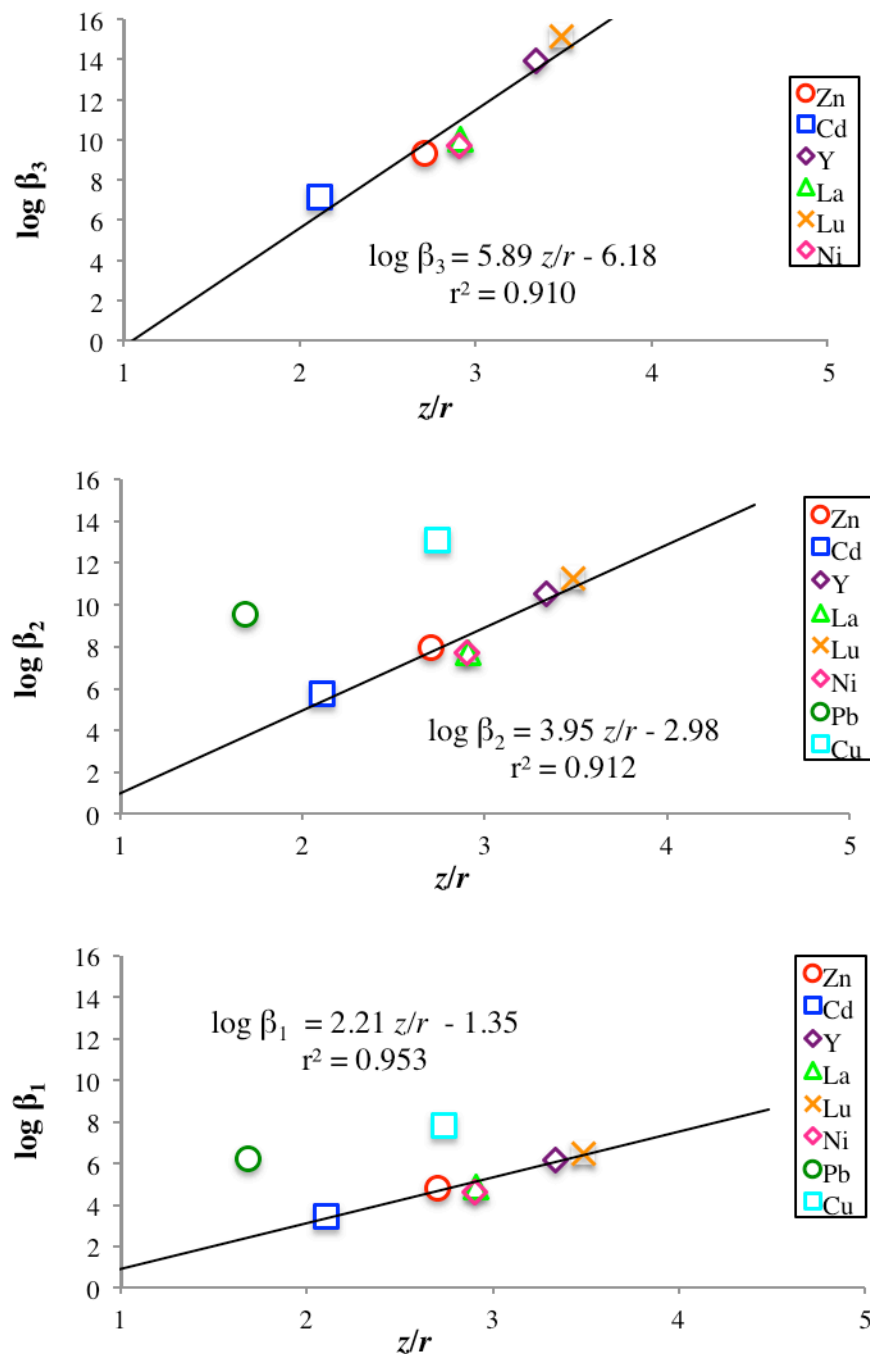 16
14
12
10
8
6
4
2
0
log β₃
Zn
Cd
Y
La
Lu
Ni
log β₃ = 5.89 z/r - 6.18
r² = 0.910
1 2 3 4 5
z/r
16
14
12
10
8
6
4
2
0
log β₂
Zn
Cd
Y
La
Lu
Ni
Pb
Cu
log β₂ = 3.95 z/r - 2.98
r² = 0.912
1 2 3 4 5
z/r
16
14
12
10
8
6
4
2
0
log β₁
Zn
Cd
Y
La
Lu
Ni
Pb
Cu
log β₁ = 2.21 z/r - 1.35
r² = 0.953
1 2 3 4 5
z/r